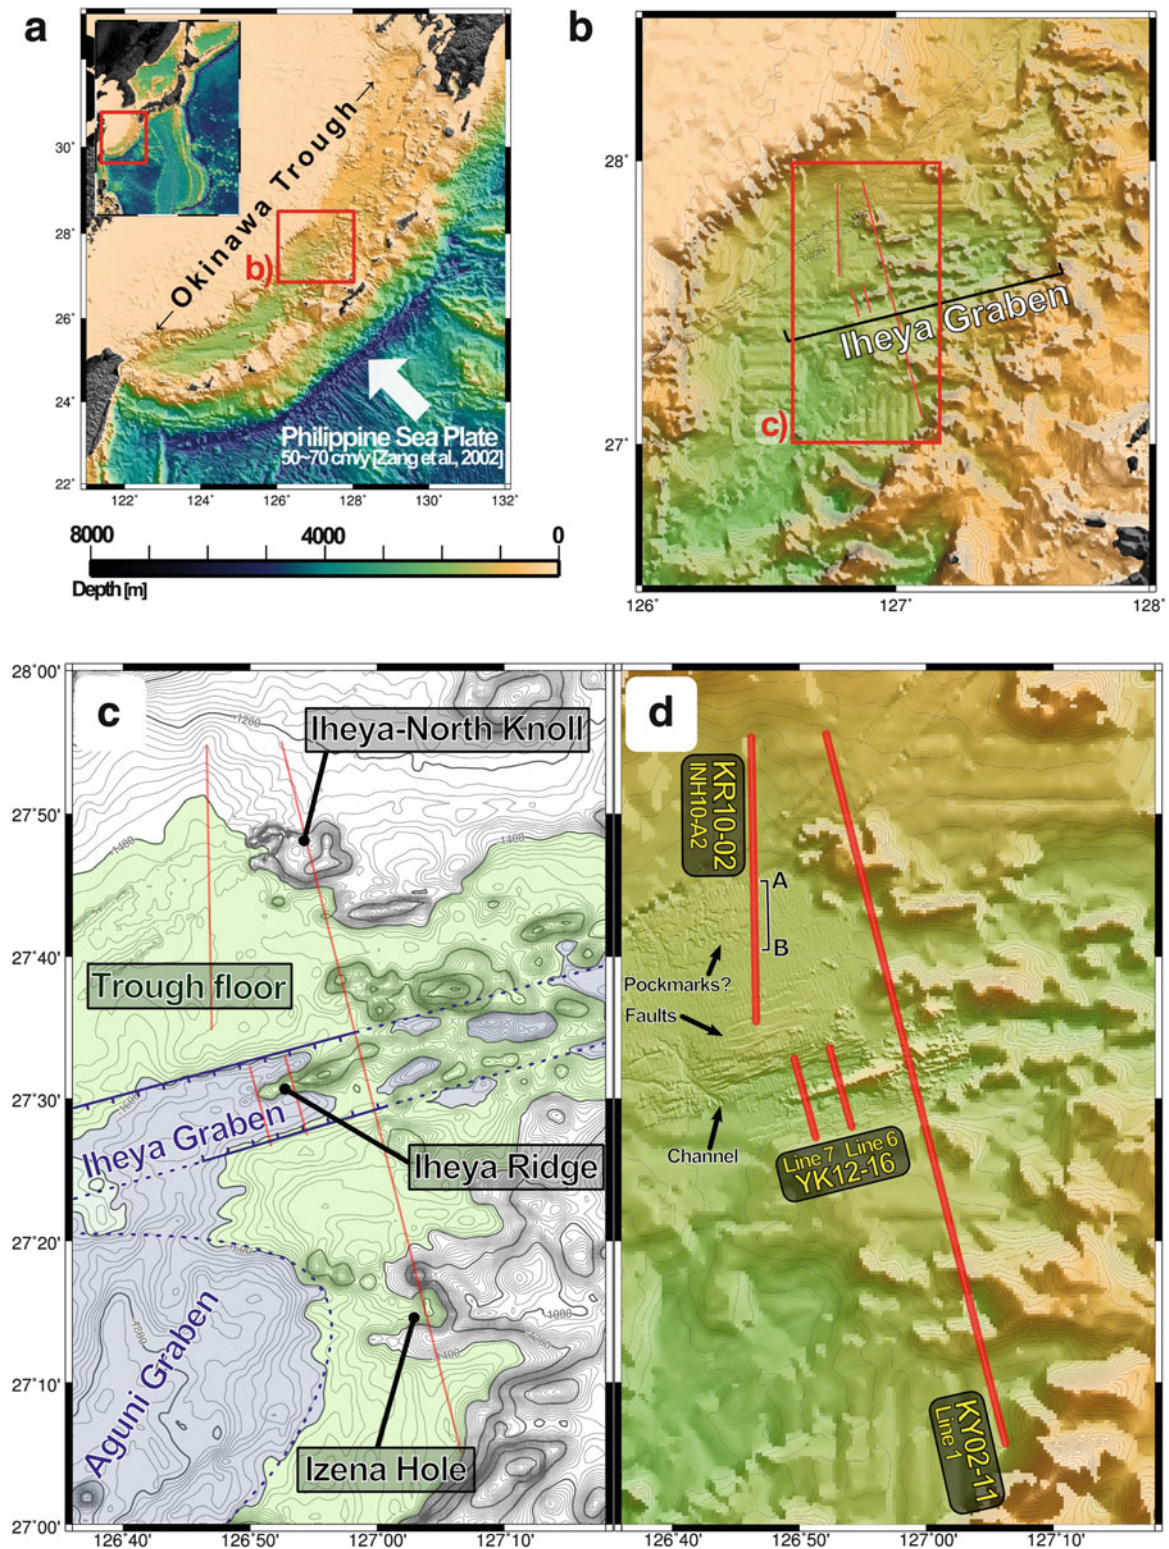 a
Okinawa Trough
b)
Philippine Sea Plate
50~70 cm/y [Zang et al., 2002]
30˚
28˚
26˚
24˚
22˚
122˚
124˚
126˚
128˚
130˚
132˚
8000
4000
0
Depth [m]
b
28˚
27˚
Iheya Graben
c)
126˚
127˚
128˚
c
28˚00'
27˚50'
27˚40'
27˚30'
27˚20'
27˚10'
27˚00'
-1200
Iheya-North Knoll
-1400
-1400
Trough floor
Iheya Graben
Iheya Ridge
Aguni Graben
Izena Hole
126˚40'
126˚50'
127˚00'
127˚10'
d
KR10-02
INH10-A2
A
B
Pockmarks?
Faults
Channel
Line 7 Line 6
YK12-16
KY02-11
Line 1
126˚40'
126˚50'
127˚00'
127˚10'